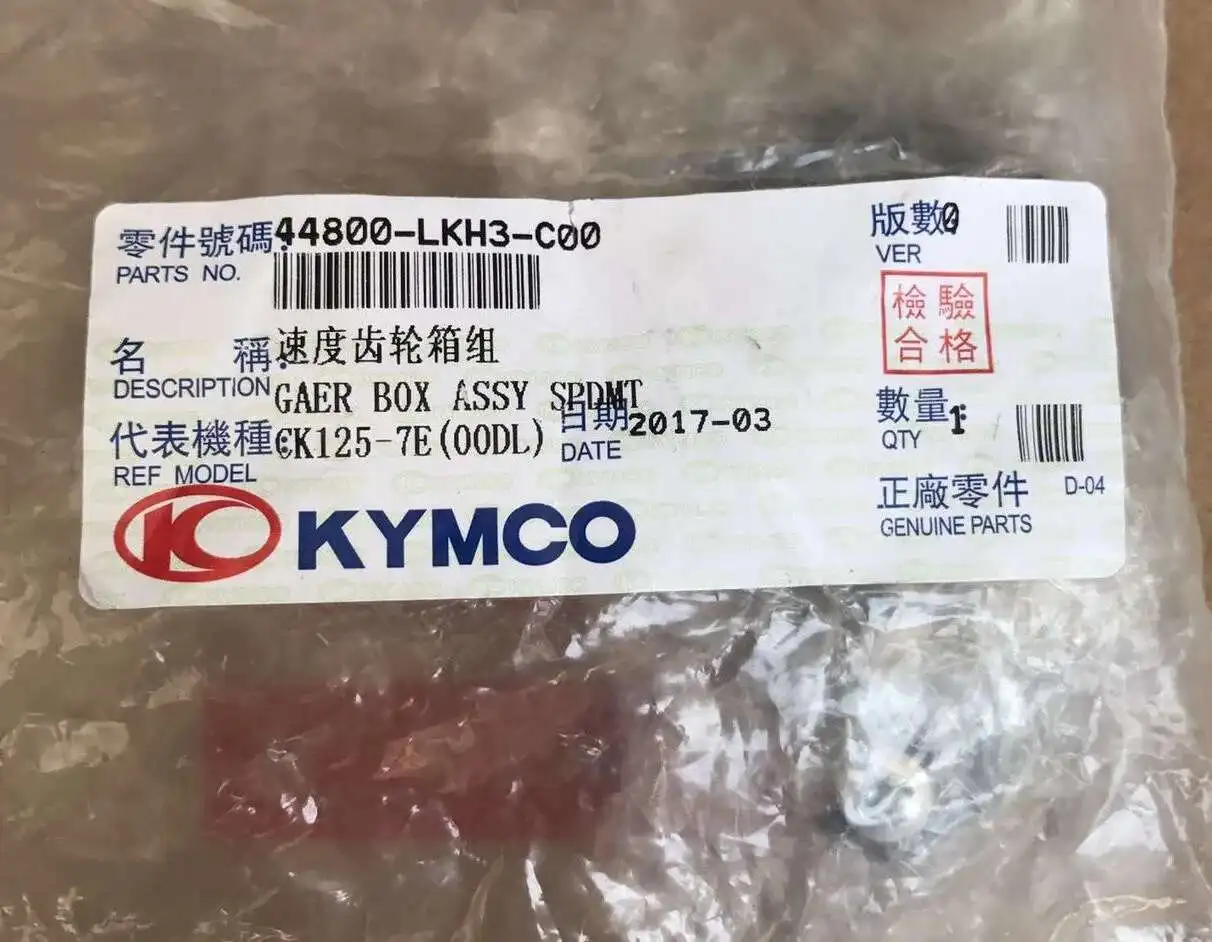 零件號碼: 44800-LKH3-C00
PARTS NO.
版數: 0
VER
檢驗
合格
名 稱: 速度齿轮箱组
DESCRIPTION GAER BOX ASSY SPDMT
代表機種: CK125-7E(00DL)
REF MODEL
日期 2017-03
DATE
數量: 1
QTY
正廠零件 D-04
GENUINE PARTS
KYMCO